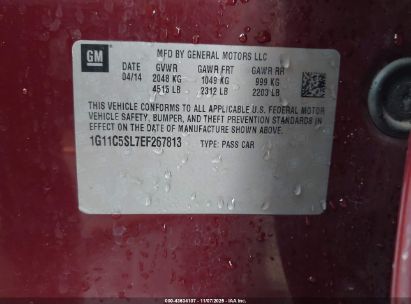 GM
MFD BY GENERAL MOTORS LLC
DATE GVWR GAWR FRT GAWR RR
04/14 2048 KG 1049 KG 999 KG
4515 LB 2312 LB 2203 LB
THIS VEHICLE CONFORMS TO ALL APPLICABLE U.S. FEDERAL MOTOR
VEHICLE SAFETY, BUMPER, AND THEFT PREVENTION STANDARDS IN
EFFECT ON THE DATE OF MANUFACTURE SHOWN ABOVE.
1G11C5SL7EF267813 TYPE: PASS CAR